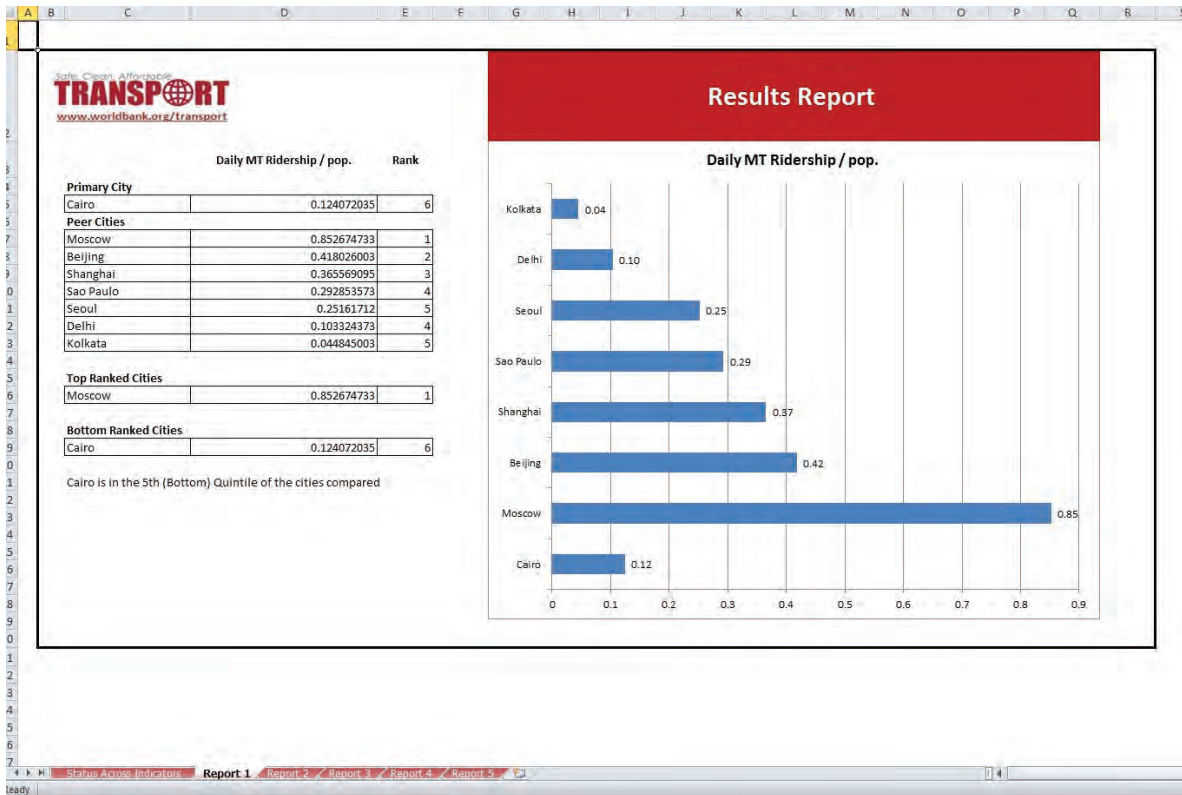 A B C D E F G H I J K L M N O P Q R S
Safe, Clean, Affordable
TRANSPORT
www.worldbank.org/transport
Results Report
Daily MT Ridership / pop. Rank
Primary City
Cairo 0.124072035 6
Peer Cities
Moscow 0.852674733 1
Beijing 0.418026003 2
Shanghai 0.365569095 3
Sao Paulo 0.292853573 4
Seoul 0.25161712 5
Delhi 0.103324373 4
Kolkata 0.044845003 5
Top Ranked Cities
Moscow 0.852674733 1
Bottom Ranked Cities
Cairo 0.124072035 6
Cairo is in the 5th (Bottom) Quintile of the cities compared
Daily MT Ridership / pop.
Kolkata 0.04
Delhi 0.10
Seoul 0.25
Sao Paulo 0.29
Shanghai 0.37
Beijing 0.42
Moscow 0.85
Cairo 0.12
0 0.1 0.2 0.3 0.4 0.5 0.6 0.7 0.8 0.9
Status Across Indicators Report 1 Report 2 Report 3 Report 4 Report 5
Ready